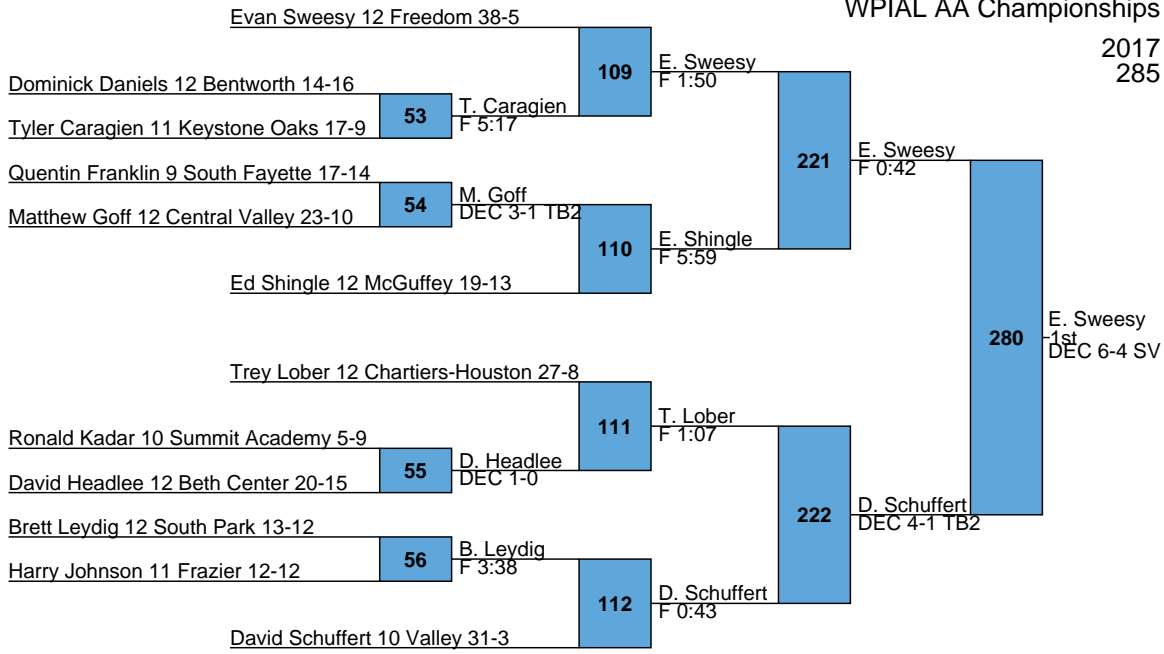 WPIAL AA Championships
2017
285
Evan Sweesy 12 Freedom 38-5
109
E. Sweesy
F 1:50
Dominick Daniels 12 Bentworth 14-16
53
T. Caragien
F 5:17
Tyler Caragien 11 Keystone Oaks 17-9
221
E. Sweesy
F 0:42
Quentin Franklin 9 South Fayette 17-14
54
M. Goff
DEC 3-1 TB2
Matthew Goff 12 Central Valley 23-10
110
E. Shingle
F 5:59
Ed Shingle 12 McGuffey 19-13
280
E. Sweesy
1st
DEC 6-4 SV
Trey Lober 12 Chartiers-Houston 27-8
111
T. Lober
F 1:07
Ronald Kadar 10 Summit Academy 5-9
55
D. Headlee
DEC 1-0
David Headlee 12 Beth Center 20-15
222
D. Schuffert
DEC 4-1 TB2
Brett Leydig 12 South Park 13-12
56
B. Leydig
F 3:38
Harry Johnson 11 Frazier 12-12
112
D. Schuffert
F 0:43
David Schuffert 10 Valley 31-3